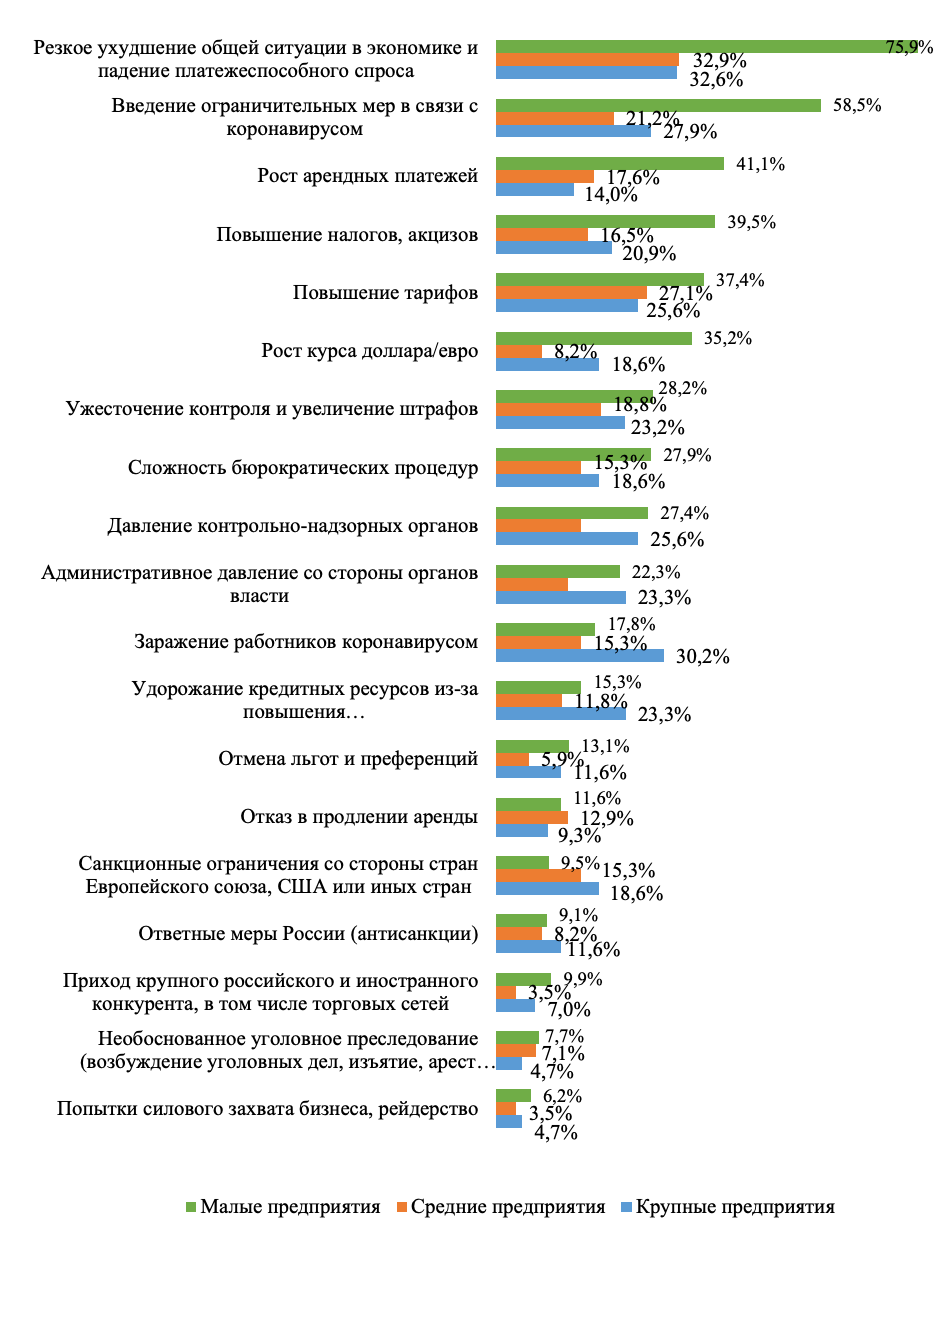 Резкое ухудшение общей ситуации в экономике и
падение платежеспособного спроса
75,9%
32,9%
32,6%
Введение ограничительных мер в связи с
коронавирусом
58,5%
21,2%
27,9%
Рост арендных платежей
41,1%
17,6%
14,0%
Повышение налогов, акцизов
39,5%
16,5%
20,9%
Повышение тарифов
37,4%
27,1%
25,6%
Рост курса доллара/евро
35,2%
8,2%
18,6%
Ужесточение контроля и увеличение штрафов
28,2%
18,8%
23,2%
Сложность бюрократических процедур
27,9%
15,3%
18,6%
Давление контрольно-надзорных органов
27,4%
25,6%
Административное давление со стороны органов
власти
22,3%
23,3%
Заражение работников коронавирусом
17,8%
15,3%
30,2%
Удорожание кредитных ресурсов из-за
повышения…
15,3%
11,8%
23,3%
Отмена льгот и преференций
13,1%
5,9%
11,6%
Отказ в продлении аренды
11,6%
12,9%
9,3%
Санкционные ограничения со стороны стран
Европейского союза, США или иных стран
9,5%
15,3%
18,6%
Ответные меры России (антисанкции)
9,1%
8,2%
11,6%
Приход крупного российского и иностранного
конкурента, в том числе торговых сетей
9,9%
3,5%
7,0%
Необоснованное уголовное преследование
(возбуждение уголовных дел, изъятие, арест…
7,7%
7,1%
4,7%
Попытки силового захвата бизнеса, рейдерство
6,2%
3,5%
4,7%
Малые предприятия
Средние предприятия
Крупные предприятия